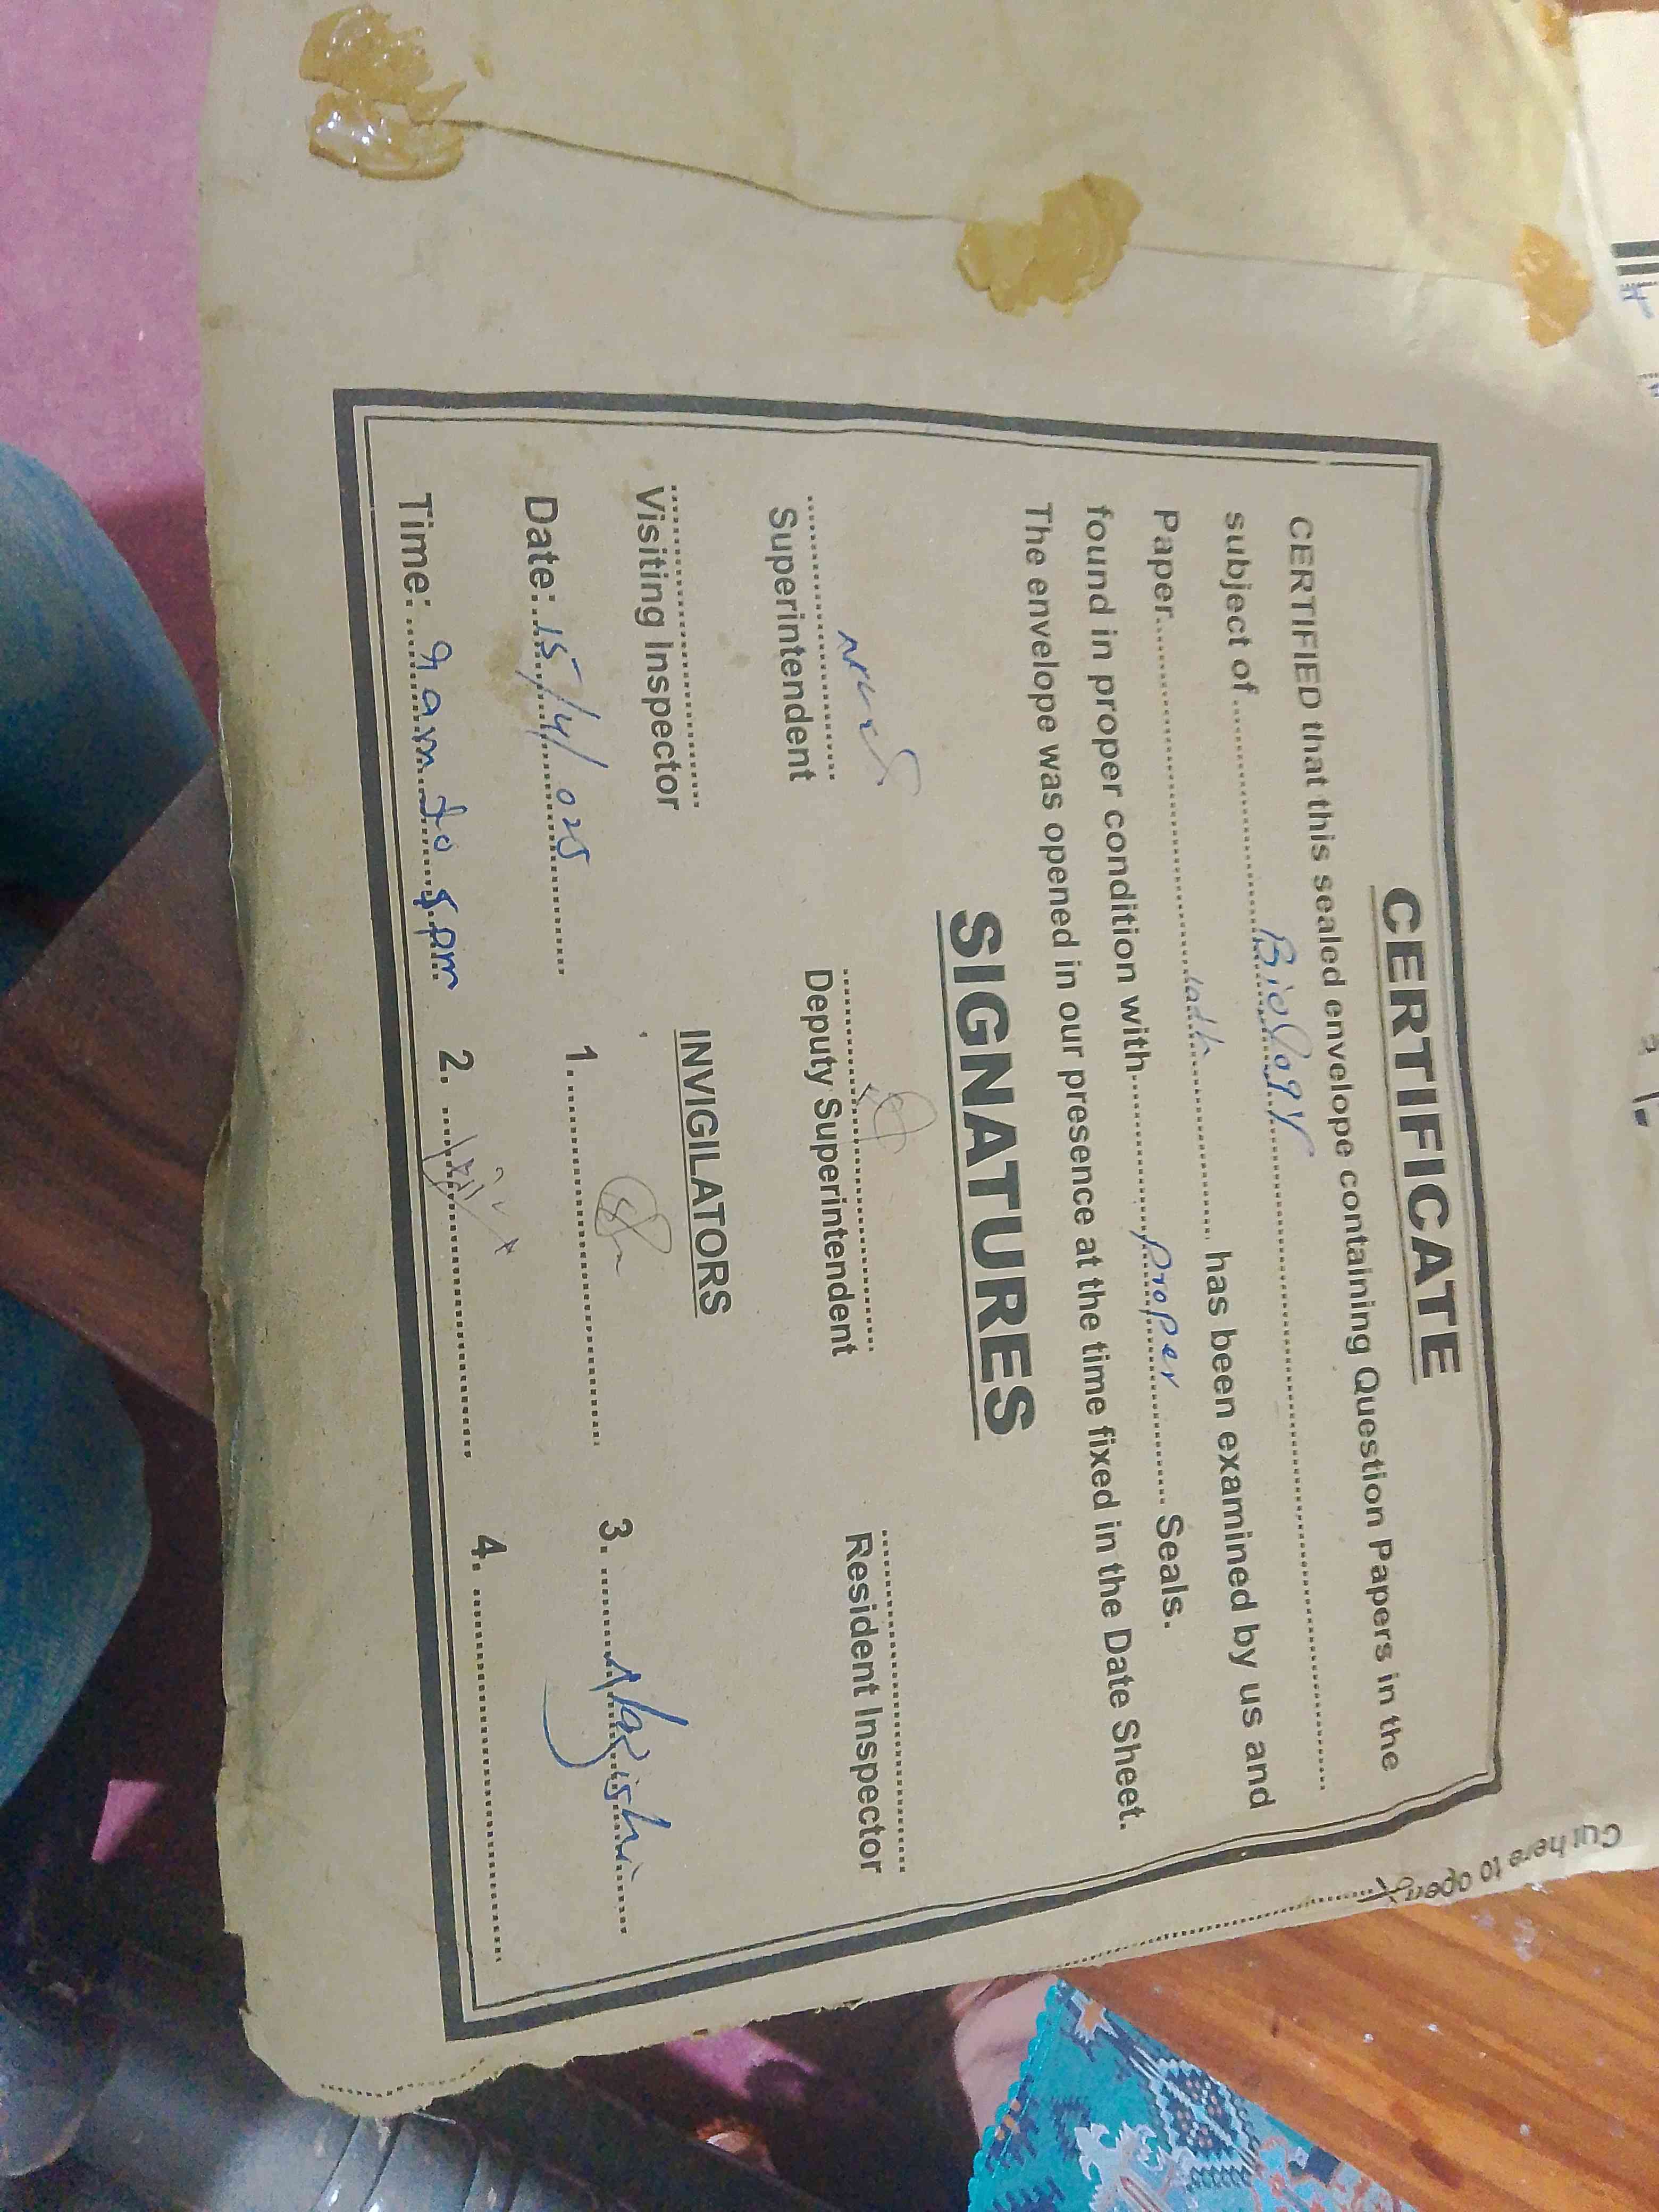 CERTIFICATE
CERTIFIED that this sealed envelope containing Question Papers in the
subject of.......Biology.......
Paper.............. has been examined by us and
found in proper condition with.......proper....... Seals.
The envelope was opened in our presence at the time fixed in the Date Sheet.
SIGNATURES
Superintendent Deputy Superintendent Resident Inspector
Visiting Inspector
INVIGILATORS
Date: 15/4/025 1. 3.
Time: 9 am to 5 pm 2. 4.
Cut here to open